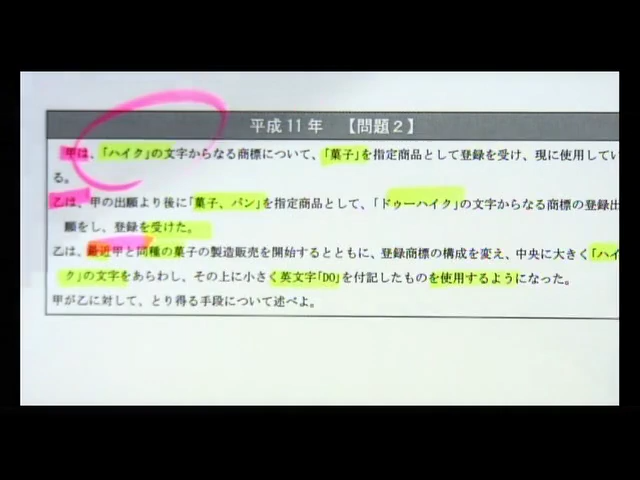 平成11年 【問題2】
甲は、「ハイク」の文字からなる商標について、「菓子」を指定商品として登録を受け、現に使用してい
る。
乙は、甲の出願より後に「菓子、パン」を指定商品として、「ドゥーハイク」の文字からなる商標の登録出
願をし、登録を受けた。
乙は、最近甲と同種の菓子の製造販売を開始するとともに、登録商標の構成を変え、中央に大きく「ハイ
ク」の文字をあらわし、その上に小さく英文字「DO」を付記したものを使用するようになった。
甲が乙に対して、とり得る手段について述べよ。